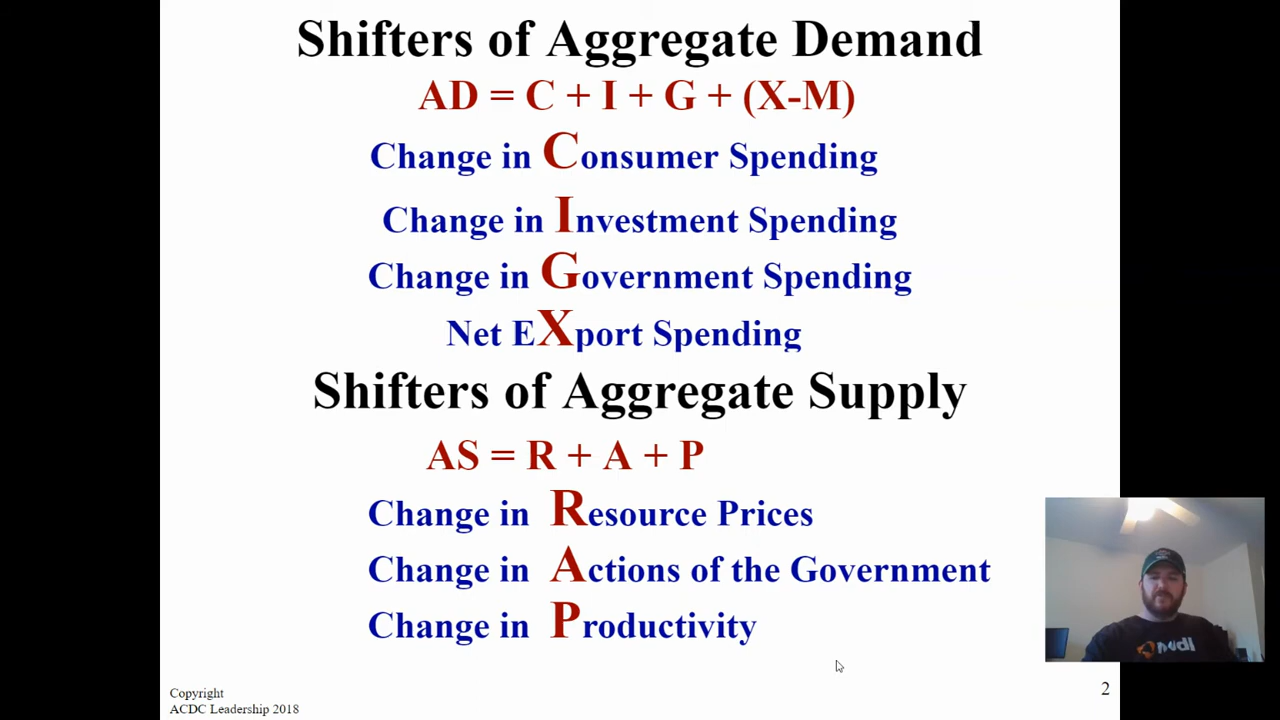 Shifters of Aggregate Demand
AD = C + I + G + (X-M)
Change in Consumer Spending
Change in Investment Spending
Change in Government Spending
Net EXport Spending
Shifters of Aggregate Supply
AS = R + A + P
Change in Resource Prices
Change in Actions of the Government
Change in Productivity
Copyright
ACDC Leadership 2018
2